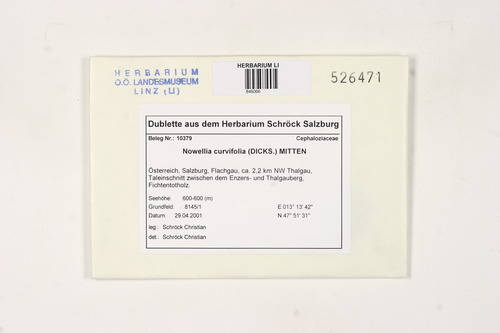 HERBARIUM
O.Ö. LANDESMUSEUM
LINZ (LI)
HERBARIUM LI
846066
526471
Dublette aus dem Herbarium Schröck Salzburg
Beleg Nr.: 10379 Cephaloziaceae
Nowellia curvifolia (DICKS.) MITTEN
Österreich, Salzburg, Flachgau, ca. 2,2 km NW Thalgau,
Taleinschnitt zwischen dem Enzers- und Thalgauberg,
Fichtentotholz.
Seehöhe 600-600 (m)
Grundfeld: 8145/1 E 013° 13' 42"
Datum: 29.04.2001 N 47° 51' 31"
leg.: Schröck Christian
det.: Schröck Christian